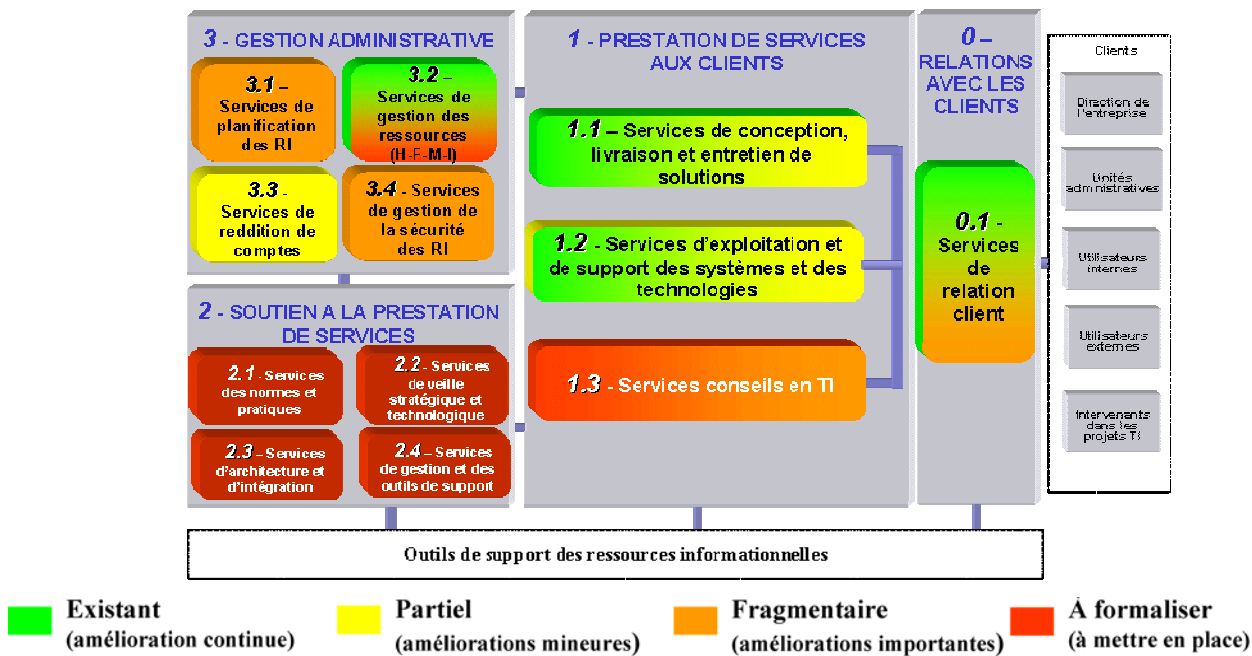 3 - GESTION ADMINISTRATIVE
3.1 –
Services de
planification
des RI
3.2 –
Services de
gestion des
ressources
(H-F-M-I)
3.3 -
Services de
reddition de
comptes
3.4 - Services
de gestion de
la sécurité
des RI
2 - SOUTIEN A LA PRESTATION
DE SERVICES
2.1 - Services
des normes et
pratiques
2.2 – Services
de veille
stratégique et
technologique
2.3 – Services
d'architecture et
d'intégration
2.4 – Services
de gestion et des
outils de support
1 - PRESTATION DE SERVICES
AUX CLIENTS
1.1 – Services de conception,
livraison et entretien de
solutions
1.2 - Services d'exploitation et
de support des systèmes et des
technologies
1.3 - Services conseils en TI
0 –
RELATIONS
AVEC LES
CLIENTS
0.1 -
Services
de
relation
client
Clients
Direction de
l'entreprise
Unités
administratives
Utilisateurs
internes
Utilisateurs
externes
Intervenants
dans les
projets TI
Outils de support des ressources informationnelles
Existant
(amélioration continue)
Partiel
(améliorations mineures)
Fragmentaire
(améliorations importantes)
À formaliser
(à mettre en place)